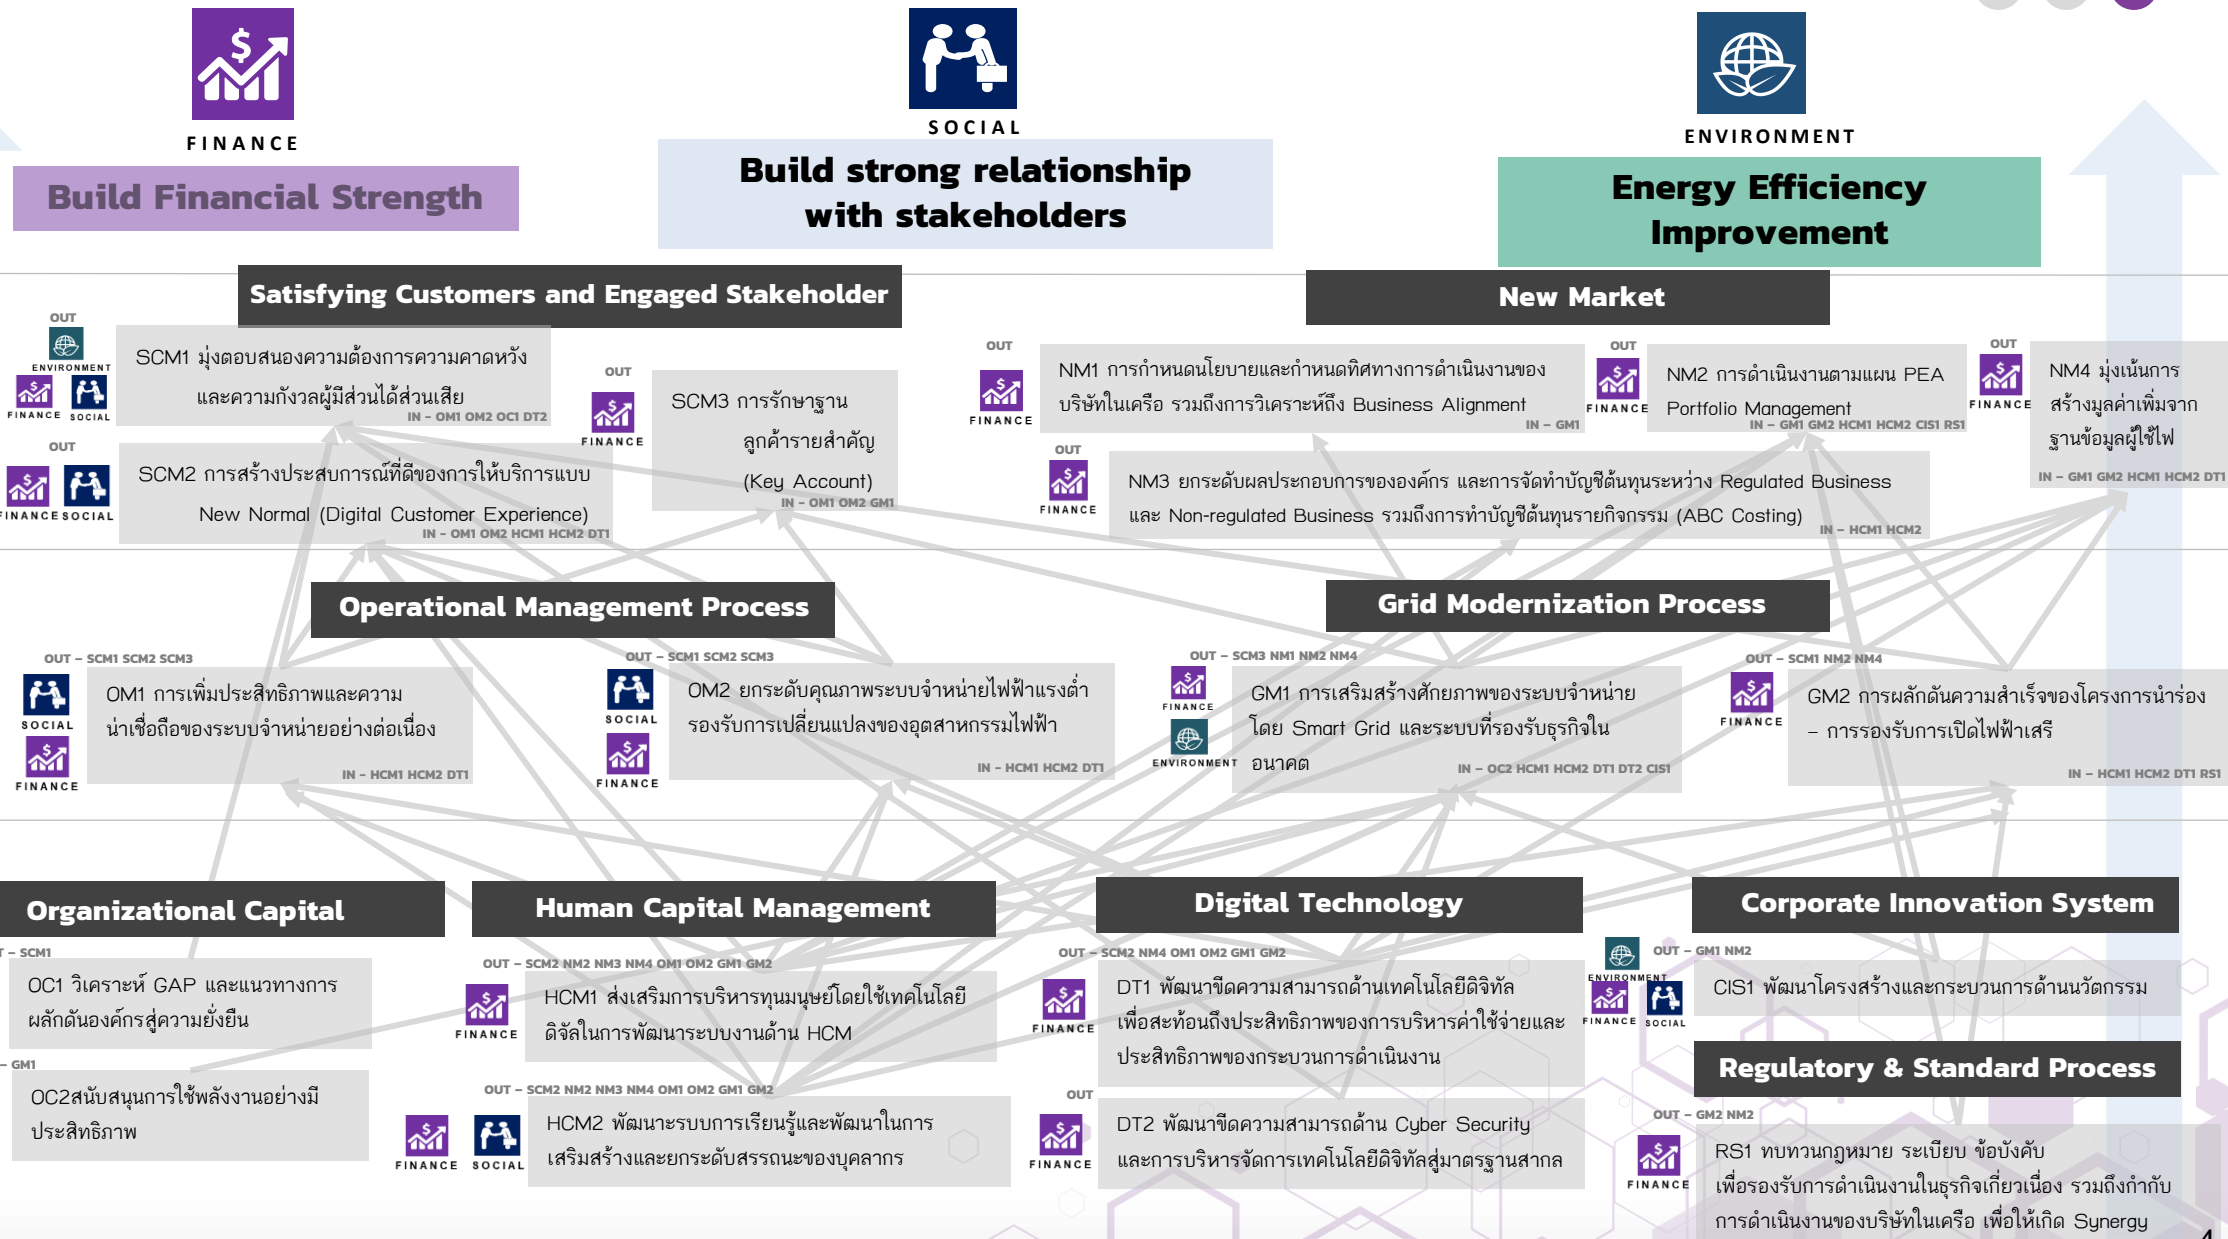 FINANCE
SOCIAL
ENVIRONMENT
Build Financial Strength
Build strong relationship
with stakeholders
Energy Efficiency
Improvement
Satisfying Customers and Engaged Stakeholder
OUT
ENVIRONMENT
FINANCE SOCIAL
SCM1 มุ่งตอบสนองความต้องการความคาดหวัง
และความกังวลผู้มีส่วนได้ส่วนเสีย
IN - OM1 OM2 OC1 DT2
OUT
FINANCE SOCIAL
SCM2 การสร้างประสบการณ์ที่ดีของการให้บริการแบบ
New Normal (Digital Customer Experience)
IN - OM1 OM2 HCM1 HCM2 DT1
OUT
FINANCE
SCM3 การรักษาฐาน
ลูกค้ารายสำคัญ
(Key Account)
IN - OM1 OM2 GM1
New Market
OUT
FINANCE
NM1 การกำหนดนโยบายและกำหนดทิศทางการดำเนินงานของ
บริษัทในเครือ รวมถึงการวิเคราะห์ถึง Business Alignment
IN - GM1
OUT
FINANCE
NM2 การดำเนินงานตามแผน PEA
Portfolio Management
IN - GM1 GM2 HCM1 HCM2 CIS1 RS1
OUT
FINANCE
NM4 มุ่งเน้นการ
สร้างมูลค่าเพิ่มจาก
ฐานข้อมูลผู้ใช้ไฟ
IN - GM1 GM2 HCM1 HCM2 DT1
OUT
FINANCE
NM3 ยกระดับผลประกอบการขององค์กร และการจัดทำบัญชีต้นทุนระหว่าง Regulated Business
และ Non-regulated Business รวมถึงการทำบัญชีต้นทุนรายกิจกรรม (ABC Costing)
IN - HCM1 HCM2
Operational Management Process
OUT - SCM1 SCM2 SCM3
SOCIAL
FINANCE
OM1 การเพิ่มประสิทธิภาพและความ
น่าเชื่อถือของระบบจำหน่ายอย่างต่อเนื่อง
IN - HCM1 HCM2 DT1
OUT - SCM1 SCM2 SCM3
SOCIAL
FINANCE
OM2 ยกระดับคุณภาพระบบจำหน่ายไฟฟ้าแรงต่ำ
รองรับการเปลี่ยนแปลงของอุตสาหกรรมไฟฟ้า
IN - HCM1 HCM2 DT1
Grid Modernization Process
OUT - SCM3 NM1 NM2 NM4
FINANCE
ENVIRONMENT
GM1 การเสริมสร้างศักยภาพของระบบจำหน่าย
โดย Smart Grid และระบบที่รองรับธุรกิจใน
อนาคต
IN - OC2 HCM1 HCM2 DT1 DT2 CIS1
OUT - SCM1 NM2 NM4
FINANCE
GM2 การผลักดันความสำเร็จของโครงการนำร่อง
- การรองรับการเปิดไฟฟ้าเสรี
IN - HCM1 HCM2 DT1 RS1
Organizational Capital
T - SCM1
OC1 วิเคราะห์ GAP และแนวทางการ
ผลักดันองค์กรสู่ความยั่งยืน
- GM1
OC2สนับสนุนการใช้พลังงานอย่างมี
ประสิทธิภาพ
Human Capital Management
OUT - SCM2 NM2 NM3 NM4 OM1 OM2 GM1 GM2
FINANCE
HCM1 ส่งเสริมการบริหารทุนมนุษย์โดยใช้เทคโนโลยี
ดิจัลในการพัฒนาระบบงานด้าน HCM
OUT - SCM2 NM2 NM3 NM4 OM1 OM2 GM1 GM2
FINANCE SOCIAL
HCM2 พัฒนาะรบบการเรียนรู้และพัฒนาในการ
เสริมสร้างและยกระดับสรรถนะของบุคลากร
Digital Technology
OUT - SCM2 NM4 OM1 OM2 GM1 GM2
FINANCE
DT1 พัฒนาขีดความสามารถด้านเทคโนโลยีดิจิทัล
เพื่อสะท้อนถึงประสิทธิภาพของการบริหารค่าใช้จ่ายและ
ประสิทธิภาพของกระบวนการดำเนินงาน
OUT
FINANCE
DT2 พัฒนาขีดความสามารถด้าน Cyber Security
และการบริหารจัดการเทคโนโลยีดิจิทัลสู่มาตรฐานสากล
Corporate Innovation System
OUT - GM1 NM2
ENVIRONMENT
FINANCE SOCIAL
CIS1 พัฒนาโครงสร้างและกระบวนการด้านนวัตกรรม
Regulatory & Standard Process
OUT - GM2 NM2
FINANCE
RS1 ทบทวนกฎหมาย ระเบียบ ข้อบังคับ
เพื่อรองรับการดำเนินงานในธุรกิจเกี่ยวเนื่อง รวมถึงกำกับ
การดำเนินงานของบริษัทในเครือ เพื่อให้เกิด Synergy
4